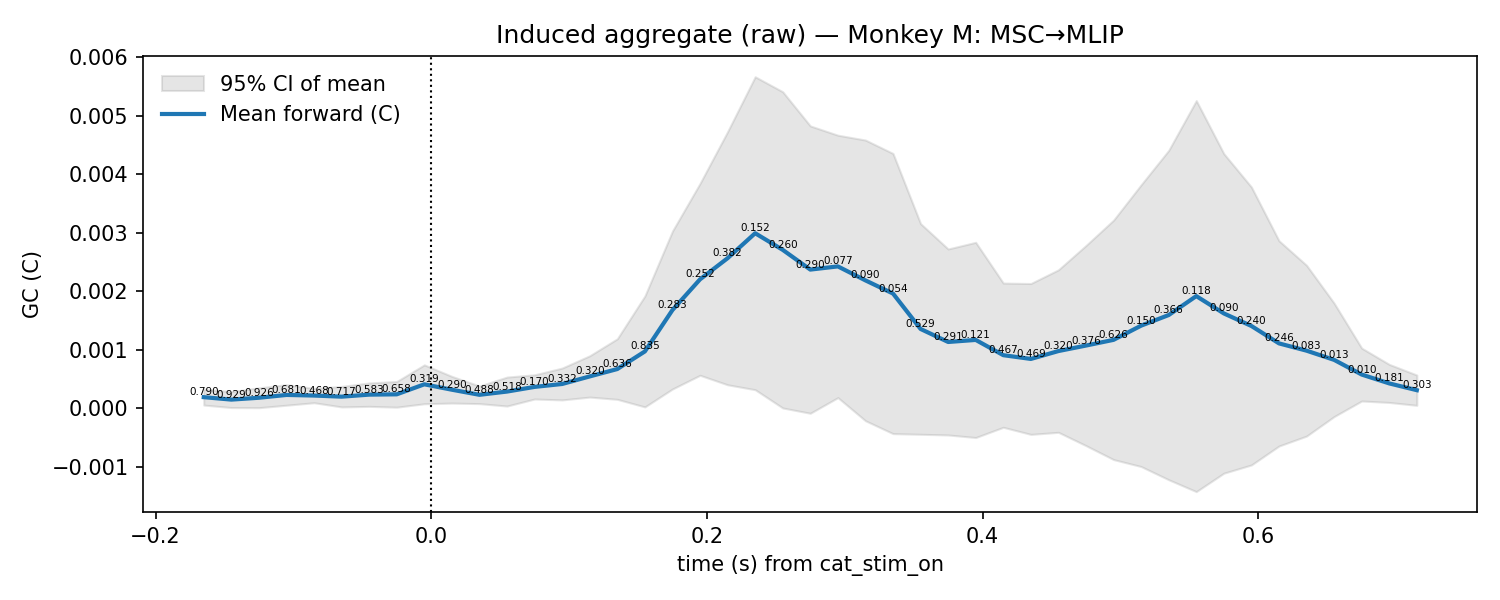 Induced aggregate (raw) — Monkey M: MSC→MLIP
95% CI of mean
Mean forward (C)
GC (C)
0.006
0.005
0.004
0.003
0.002
0.001
0.000
−0.001
0.790 0.929 0.926 0.681 0.468 0.717 0.583 0.658 0.319 0.290 0.488 0.518 0.170 0.332 0.320 0.636 0.835 0.283 0.252 0.382 0.152 0.260 0.290 0.077 0.090 0.054 0.529 0.291 0.121 0.467 0.469 0.320 0.376 0.626 0.150 0.366 0.118 0.090 0.240 0.246 0.083 0.013 0.010 0.181 0.303
−0.2 0.0 0.2 0.4 0.6
time (s) from cat_stim_on